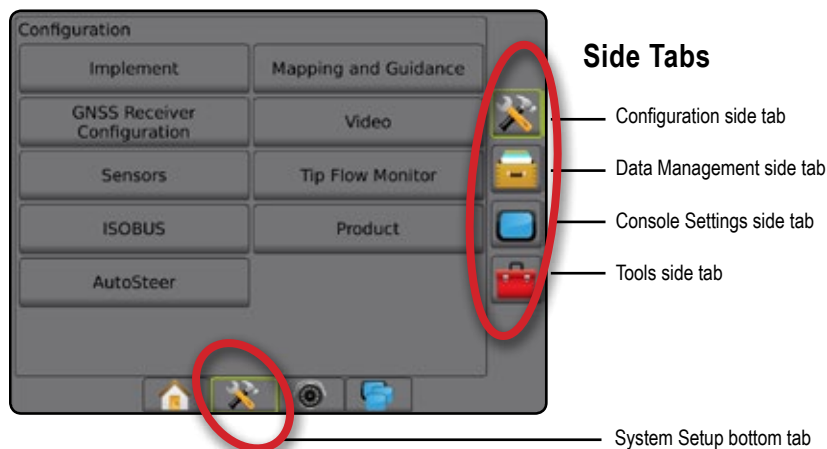 Configuration
Implement
Mapping and Guidance
GNSS Receiver
Configuration
Video
Sensors
Tip Flow Monitor
ISOBUS
Product
AutoSteer
Side Tabs
Configuration side tab
Data Management side tab
Console Settings side tab
Tools side tab
System Setup bottom tab